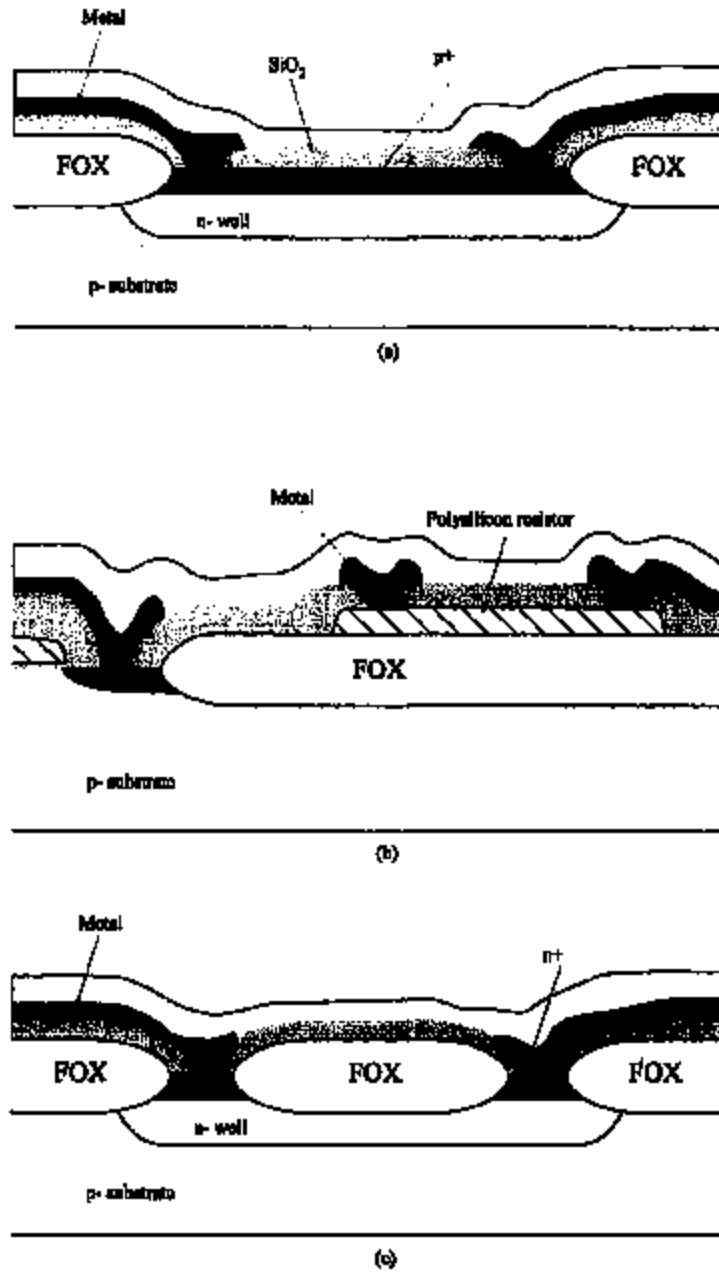 Metal
SiO2
p+
FOX
FOX
n- well
p- substrate
(a)
Metal
Polysilicon resistor
FOX
p- substrate
(b)
Metal
n+
FOX
FOX
FOX
n- well
p- substrate
(c)